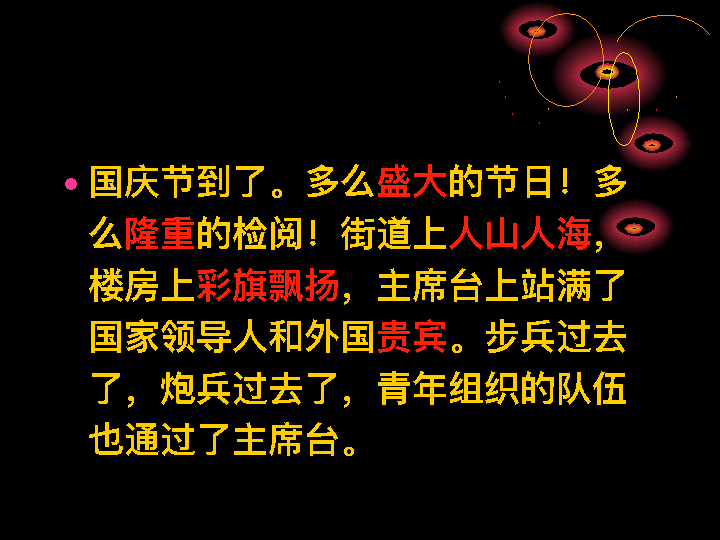 •国庆节到了。多么盛大的节日！多
么隆重的检阅！街道上人山人海，
楼房上彩旗飘扬，主席台上站满了
国家领导人和外国贵宾。步兵过去
了，炮兵过去了，青年组织的队伍
也通过了主席台。